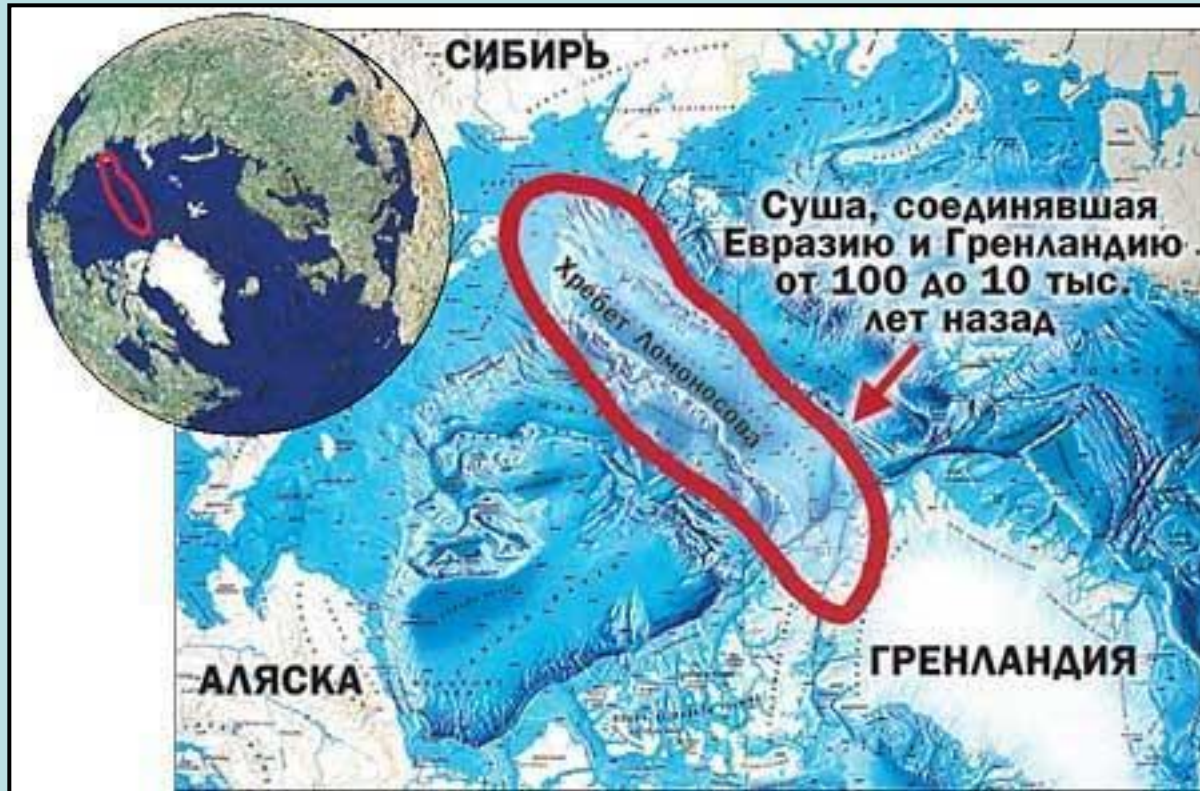 СИБИРЬ
Суша, соединявшая
Евразию и Гренландию
от 100 до 10 тыс.
лет назад
Хребет Ломоносова
АЛЯСКА
ГРЕНЛАНДИЯ